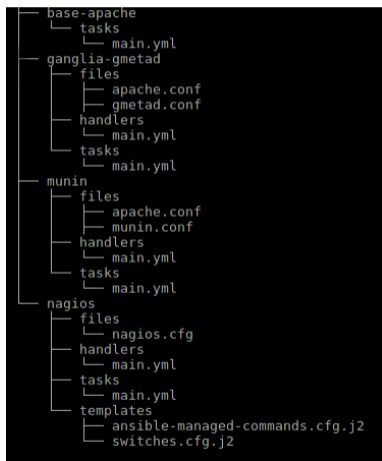 base-apache
tasks
main.yml
ganglia-gmetad
files
apache.conf
gmetad.conf
handlers
main.yml
tasks
main.yml
munin
files
apache.conf
munin.conf
handlers
main.yml
tasks
main.yml
nagios
files
nagios.cfg
handlers
main.yml
tasks
main.yml
templates
ansible-managed-commands.cfg.j2
switches.cfg.j2